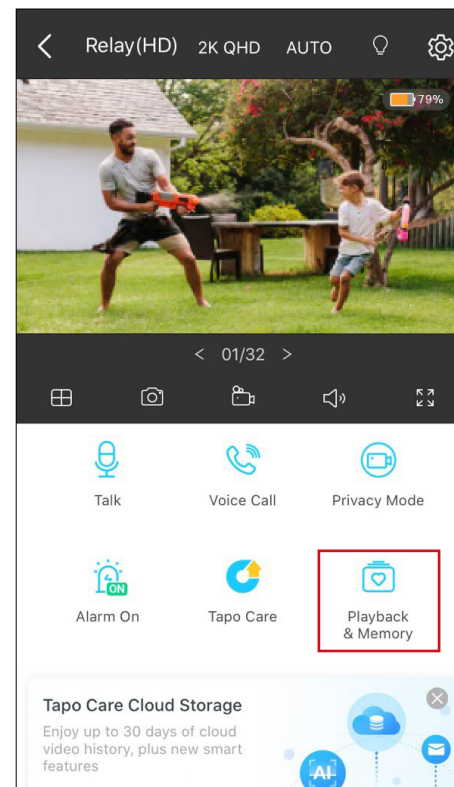 Relay(HD) 2K QHD AUTO
79%
< 01/32 >
Talk Voice Call Privacy Mode
ON
Alarm On Tapo Care Playback
& Memory
Tapo Care Cloud Storage
Enjoy up to 30 days of cloud
video history, plus new smart
features
AI